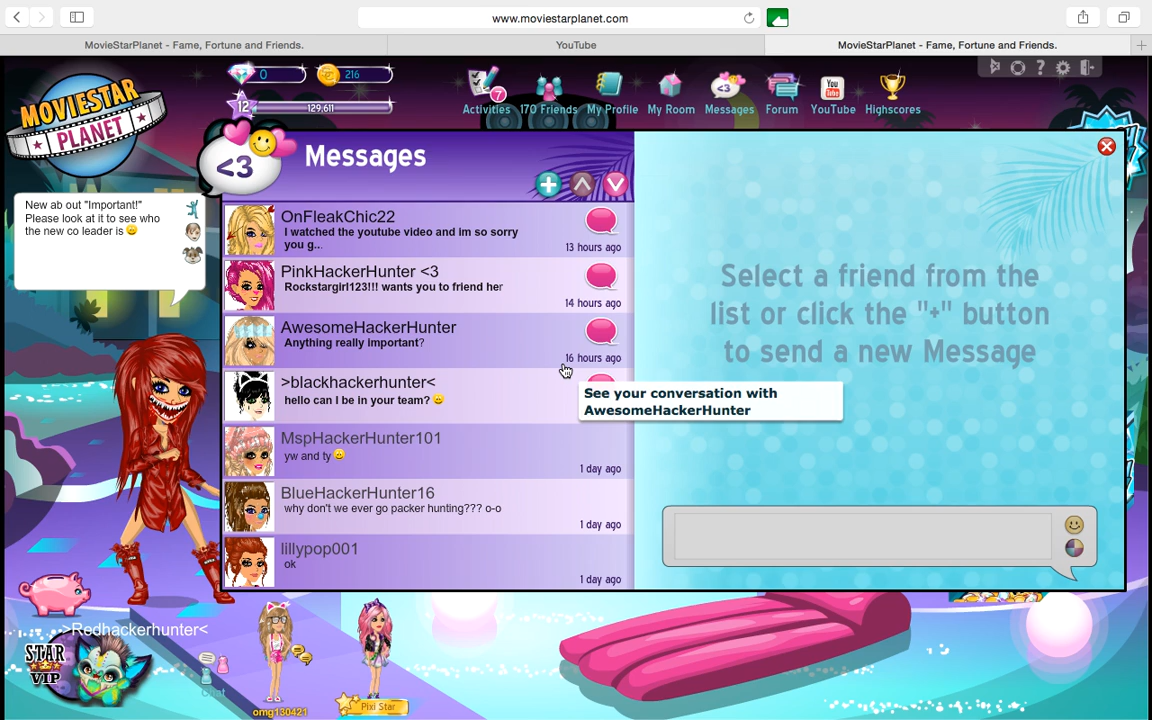 www.moviestarplanet.com
MovieStarPlanet - Fame, Fortune and Friends.
YouTube
MovieStarPlanet - Fame, Fortune and Friends.
MOVIESTAR
PLANET
0
216
12
129,611
7
<3
You
Tube
Activities
170 Friends
My Profile
My Room
Messages
Forum
YouTube
Highscores
New ab out "Important!"
Please look at it to see who
the new co leader is
<3
Messages
OnFleakChic22
I watched the youtube video and im so sorry
you g...
13 hours ago
PinkHackerHunter <3
Rockstargirl123!!! wants you to friend her
14 hours ago
AwesomeHackerHunter
Anything really important?
16 hours ago
>blackhackerhunter<
hello can I be in your team?
See your conversation with
AwesomeHackerHunter
MspHackerHunter101
yw and ty
1 day ago
BlueHackerHunter16
why don't we ever go packer hunting??? o-o
1 day ago
lillypop001
ok
1 day ago
Select a friend from the
list or click the "+" button
to send a new Message
>Redhackerhunter<
STAR
VIP
Chat
omg130421
Pixi Star